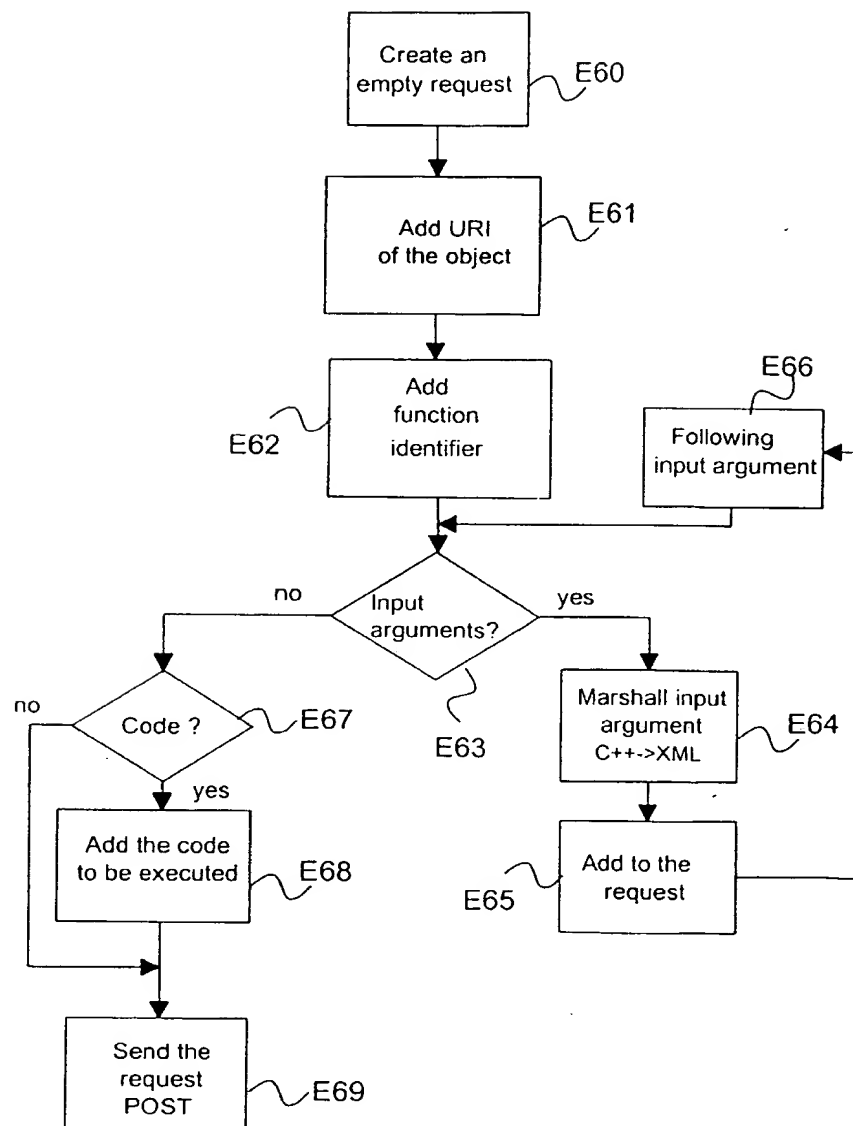 Create an
empty request
E60
Add URI
of the object
E61
Add
function
identifier
E62
E66
Following
input argument
no
Input
arguments?
yes
E63
no
Code ?
E67
yes
Marshall input
argument
C++->XML
E64
Add the code
to be executed
E68
Add to the
request
E65
Send the
request
POST
E69